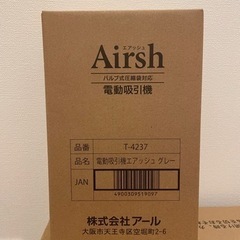 Airsh
エアッシュ
バルブ式圧縮袋対応
電動吸引機
品番 T-4237
品名 電動吸引機エアッシュ グレー
JAN
4900309519097
株式会社アール
大阪市天王寺区空堀町2-6